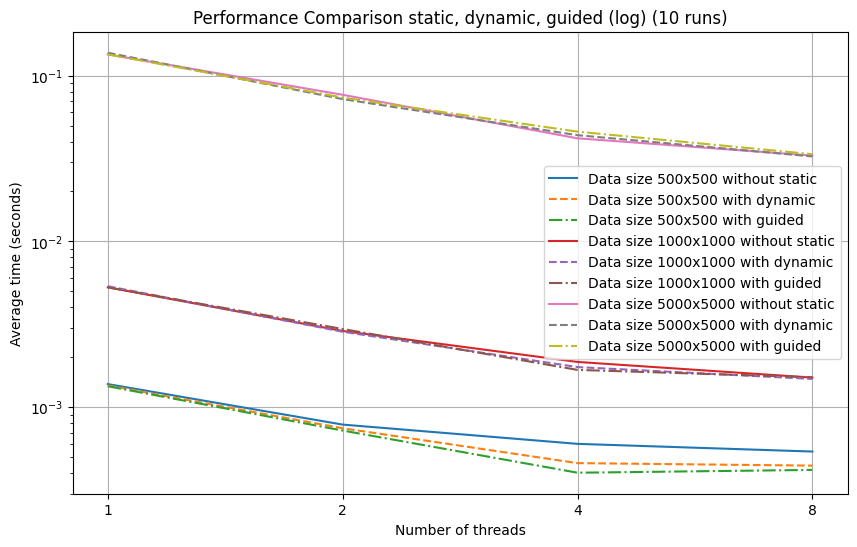 Performance Comparison static, dynamic, guided (log) (10 runs)
Average time (seconds)
10⁻¹
10⁻²
10⁻³
Data size 500x500 without static
Data size 500x500 with dynamic
Data size 500x500 with guided
Data size 1000x1000 without static
Data size 1000x1000 with dynamic
Data size 1000x1000 with guided
Data size 5000x5000 without static
Data size 5000x5000 with dynamic
Data size 5000x5000 with guided
1 2 4 8
Number of threads